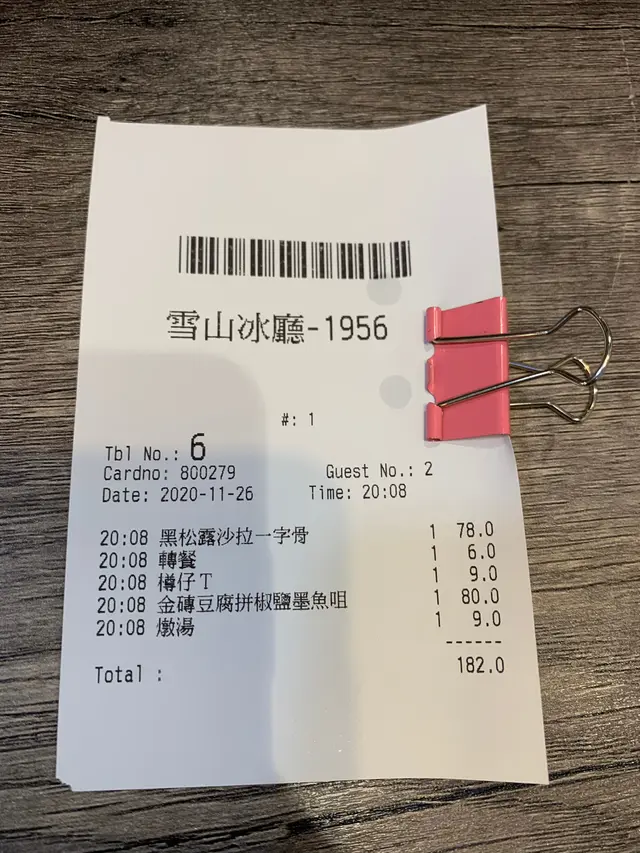 雪山冰廳-1956
#: 1
Tbl No.: 6
Cardno: 800279 Guest No.: 2
Date: 2020-11-26 Time: 20:08
20:08 黑松露沙拉一字骨 1 78.0
20:08 轉餐 1 6.0
20:08 樽仔T 1 9.0
20:08 金磚豆腐拼椒鹽墨魚咀 1 80.0
20:08 燉湯 1 9.0
------
Total : 182.0